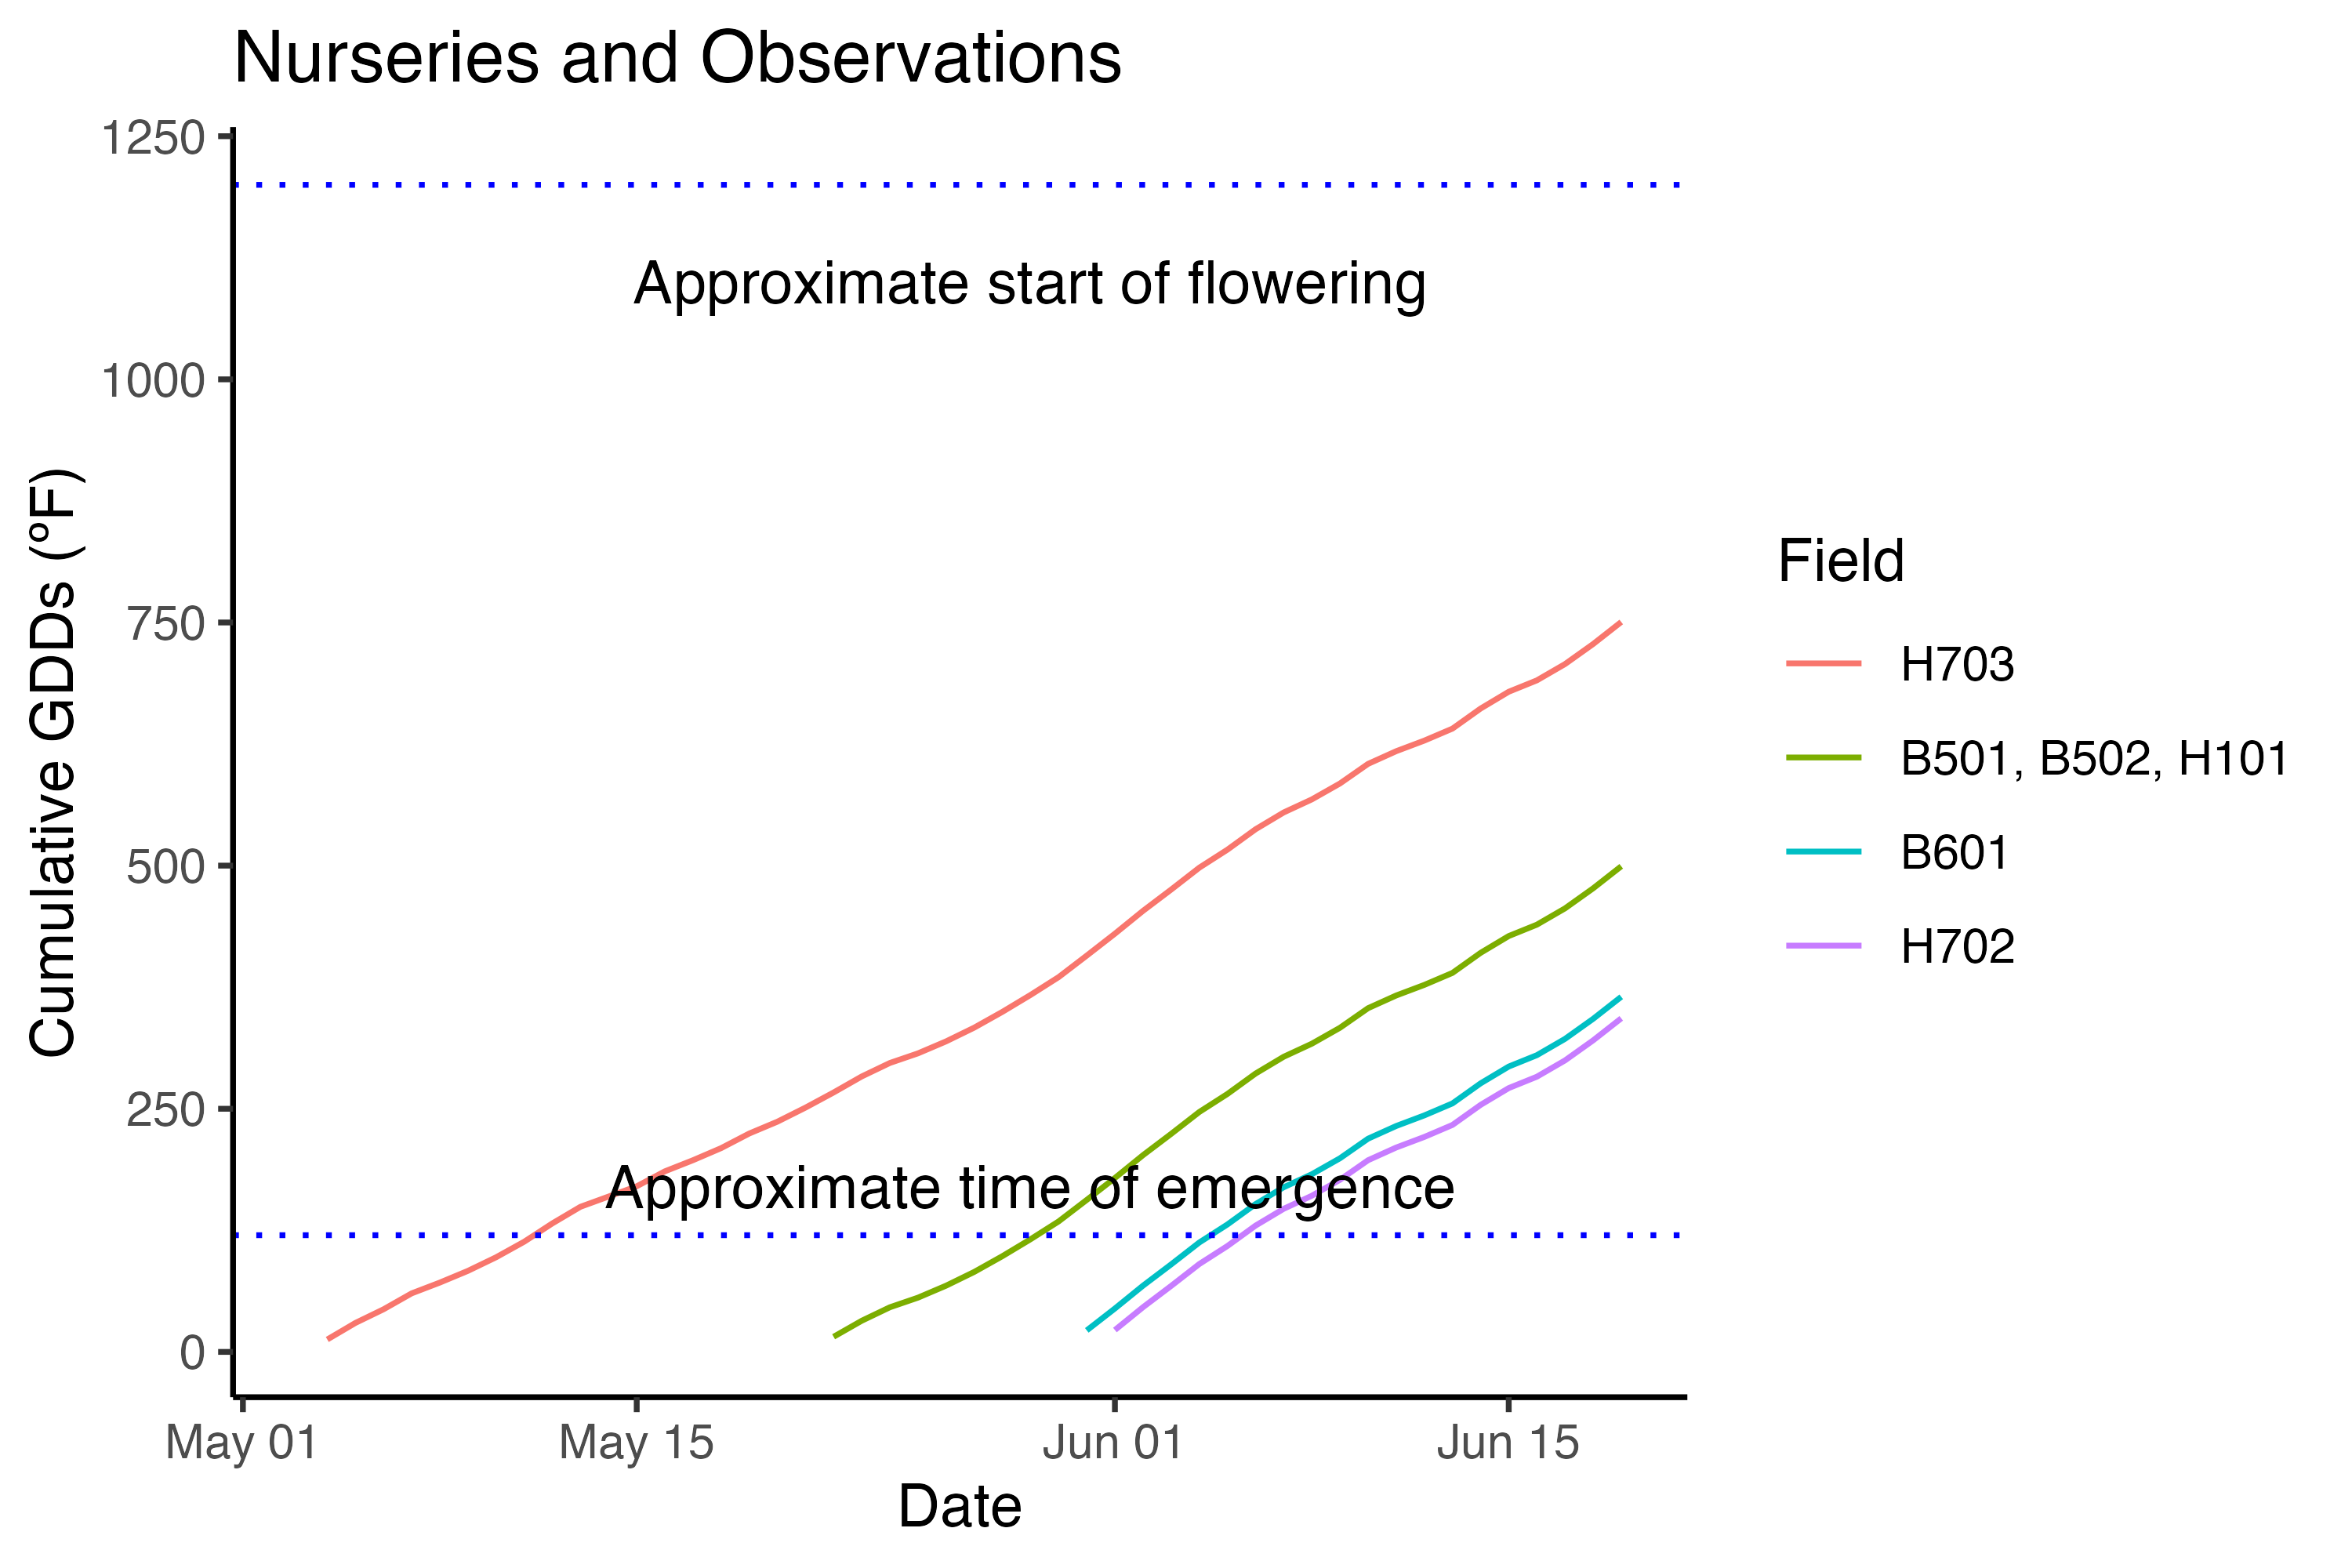 Nurseries and Observations
1250
Approximate start of flowering
1000
750
500
250
Approximate time of emergence
0
Cumulative GDDs (ºF)
May 01 May 15 Jun 01 Jun 15
Date
Field
H703
B501, B502, H101
B601
H702